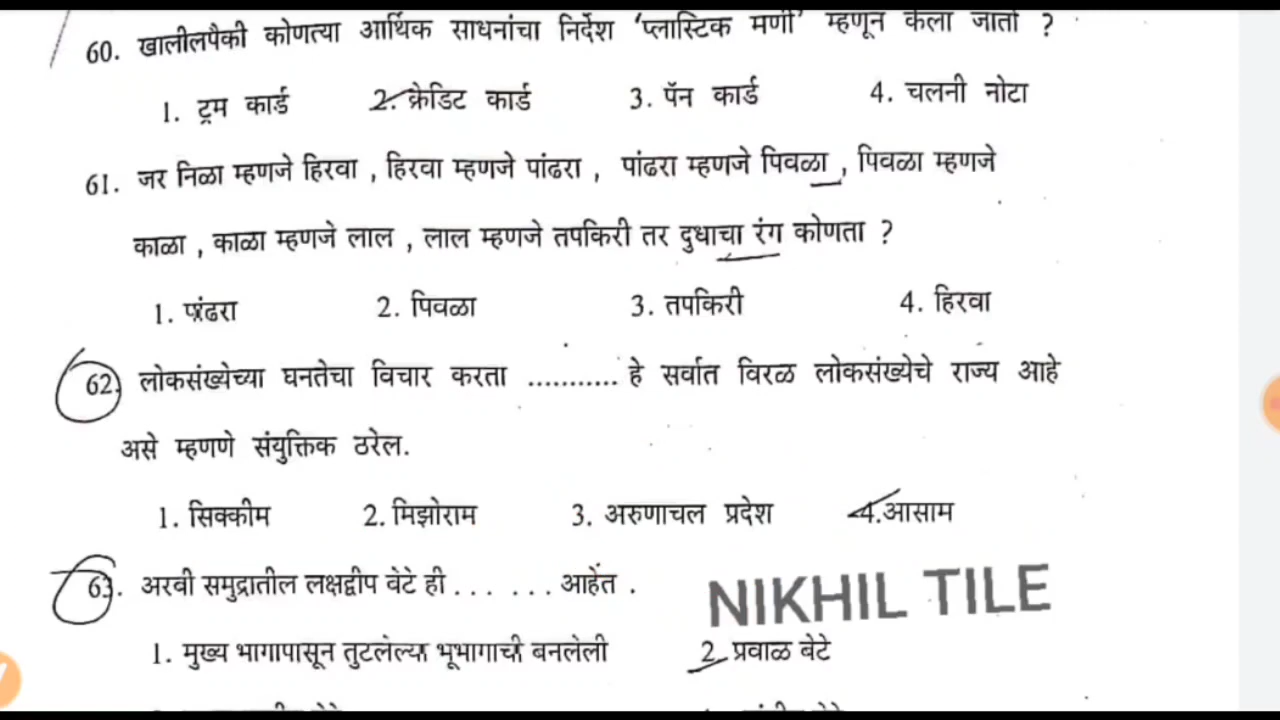 60. खालीलपैकी कोणत्या आर्थिक साधनांचा निर्देश 'प्लास्टिक मणी' म्हणून केला जातो ?
1. ट्रम कार्ड 2. क्रेडिट कार्ड 3. पॅन कार्ड 4. चलनी नोटा
61. जर निळा म्हणजे हिरवा , हिरवा म्हणजे पांढरा , पांढरा म्हणजे पिवळा , पिवळा म्हणजे
काळा , काळा म्हणजे लाल , लाल म्हणजे तपकिरी तर दुधाचा रंग कोणता ?
1. पांढरा 2. पिवळा 3. तपकिरी 4. हिरवा
62. लोकसंख्येच्या घनतेचा विचार करता ........... हे सर्वात विरळ लोकसंख्येचे राज्य आहे
असे म्हणणे संयुक्तिक ठरेल.
1. सिक्कीम 2. मिझोराम 3. अरुणाचल प्रदेश 4. आसाम
63. अरबी समुद्रातील लक्षद्वीप बेटे ही . . . . . . आहेत .
NIKHIL TILE
1. मुख्य भागापासून तुटलेल्या भूभागाची बनलेली 2. प्रवाळ बेटे